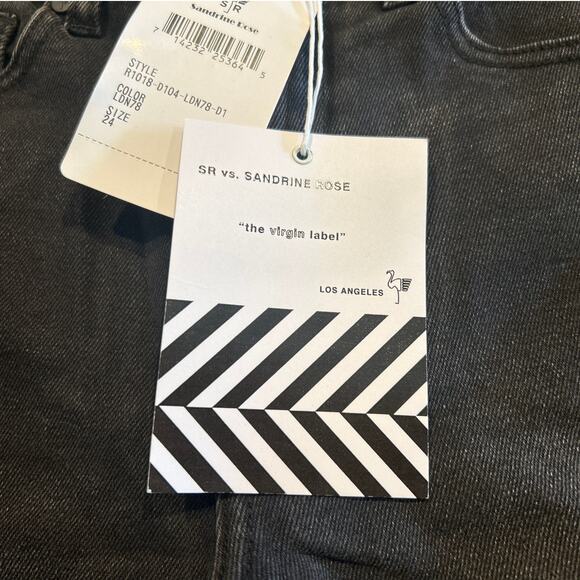 S R
Sandrine Rose
7 14232 25364 5
STYLE
R1018-D104-LDN78-D1
COLOR
LDN78
SIZE
24
SR vs. SANDRINE ROSE
“the virgin label”
LOS ANGELES